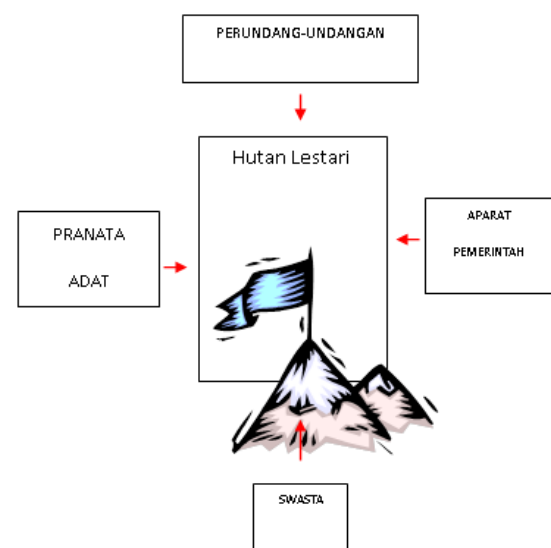 PERUNDANG-UNDANGAN
Hutan Lestari
PRANATA
ADAT
APARAT
PEMERINTAH
SWASTA